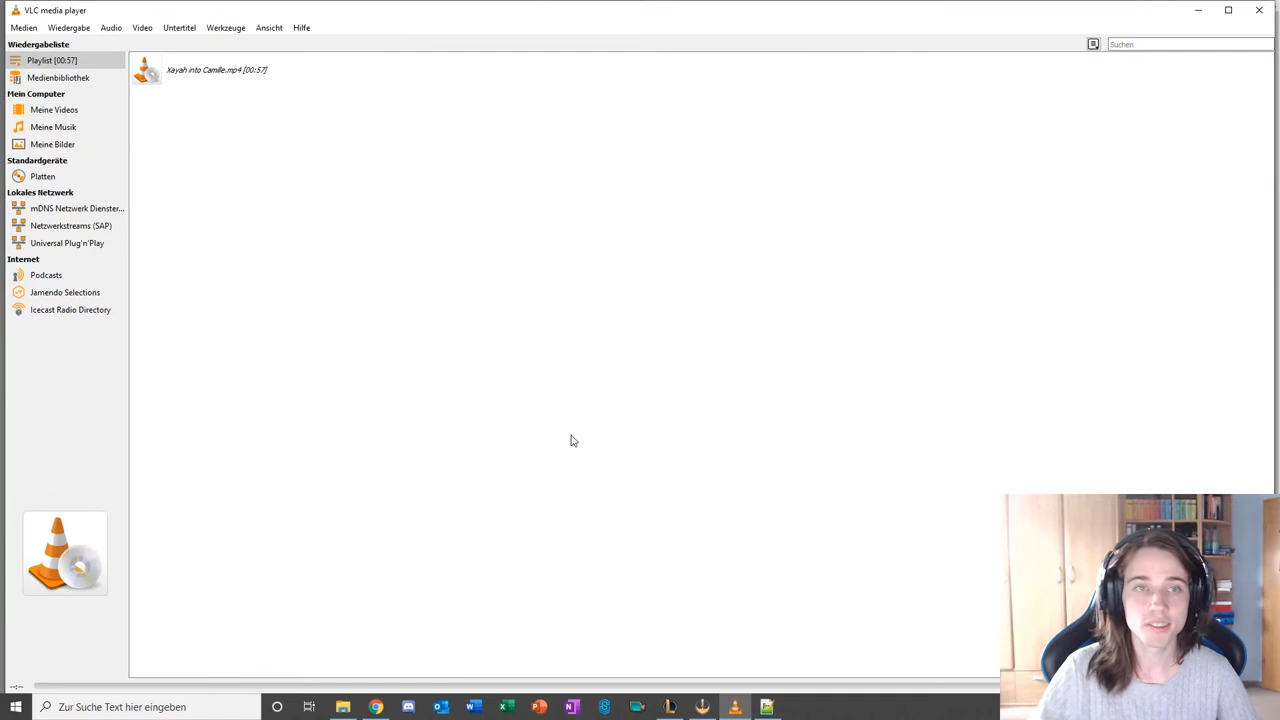 VLC media player
Medien Wiedergabe Audio Video Untertitel Werkzeuge Ansicht Hilfe
Wiedergabeliste
Suchen
Playlist [00:57]
Xayah into Camille.mp4 [00:57]
Medienbibliothek
Mein Computer
Meine Videos
Meine Musik
Meine Bilder
Standardgeräte
Platten
Lokales Netzwerk
mDNS Netzwerk Dienster...
Netzwerkstreams (SAP)
Universal Plug'n'Play
Internet
Podcasts
Jamendo Selections
Icecast Radio Directory
--:--
Zur Suche Text hier eingeben